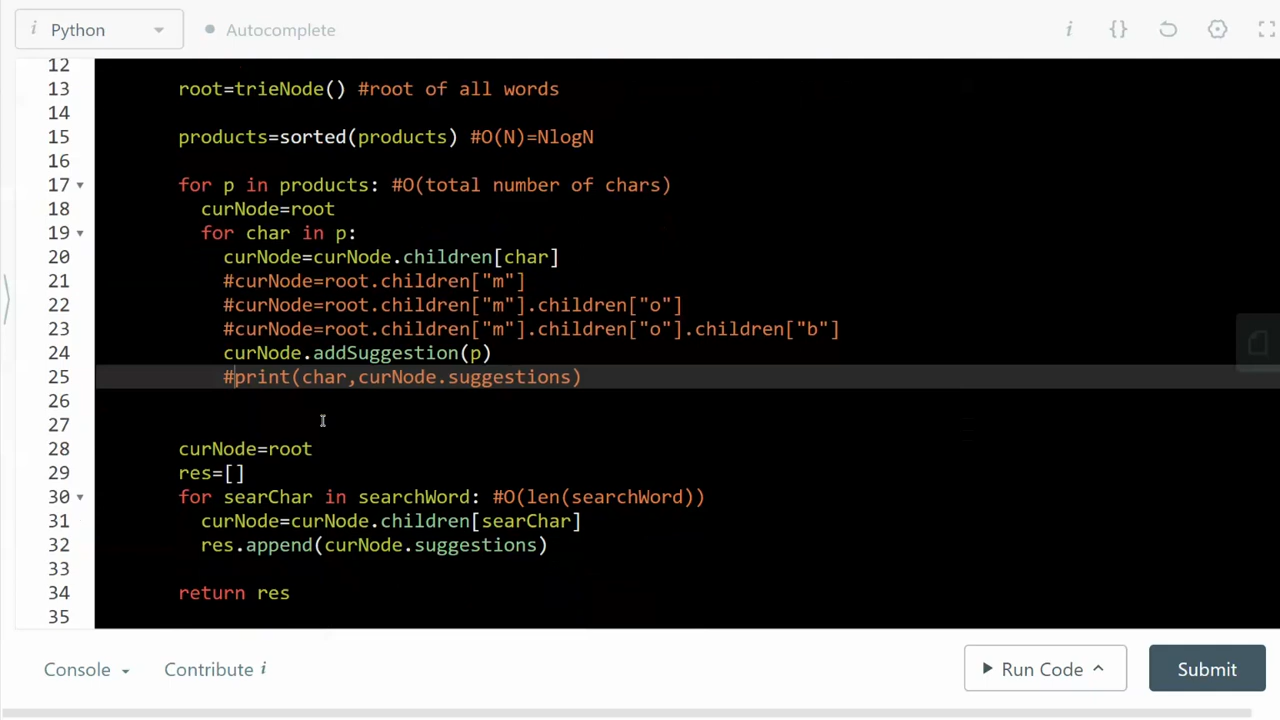 i Python Autocomplete i {}
12
13 root=trieNode() #root of all words
14
15 products=sorted(products) #O(N)=NlogN
16
17 for p in products: #O(total number of chars)
18 curNode=root
19 for char in p:
20 curNode=curNode.children[char]
21 #curNode=root.children["m"]
22 #curNode=root.children["m"].children["o"]
23 #curNode=root.children["m"].children["o"].children["b"]
24 curNode.addSuggestion(p)
25 #print(char,curNode.suggestions)
26
27
28 curNode=root
29 res=[]
30 for searChar in searchWord: #O(len(searchWord))
31 curNode=curNode.children[searChar]
32 res.append(curNode.suggestions)
33
34 return res
35
Console Contribute i Run Code Submit